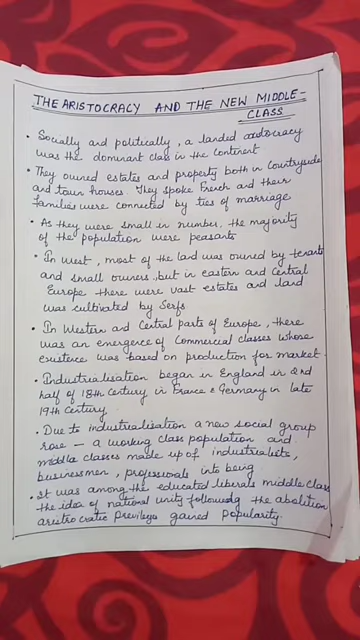 THE ARISTOCRACY AND THE NEW MIDDLE-
CLASS
• Socially and politically, a landed aristocracy
was the dominant class in the Continent
• They owned estates and property both in Countryside
and town houses. They spoke French and their
families were connected by ties of marriage
• As they were small in number, the majority
of the population were peasants
• In West, most of the land was owned by tenants
and small owners, but in eastern and Central
Europe there were vast estates and land
was cultivated by Serfs
• In Western and Central parts of Europe, there
was an emergence of Commercial classes whose
existence was based on production for market.
• Industrialisation began in England in 2nd
half of 18th Century, in France & Germany in late
19th Century.
• Due to industrialisation a new social group
rose - a working class population and
middle classes made up of industrialists,
businessmen, professionals into being
• It was among the educated liberals middle class
the idea of national unity following the abolition
aristocratic previleges gained popularity.